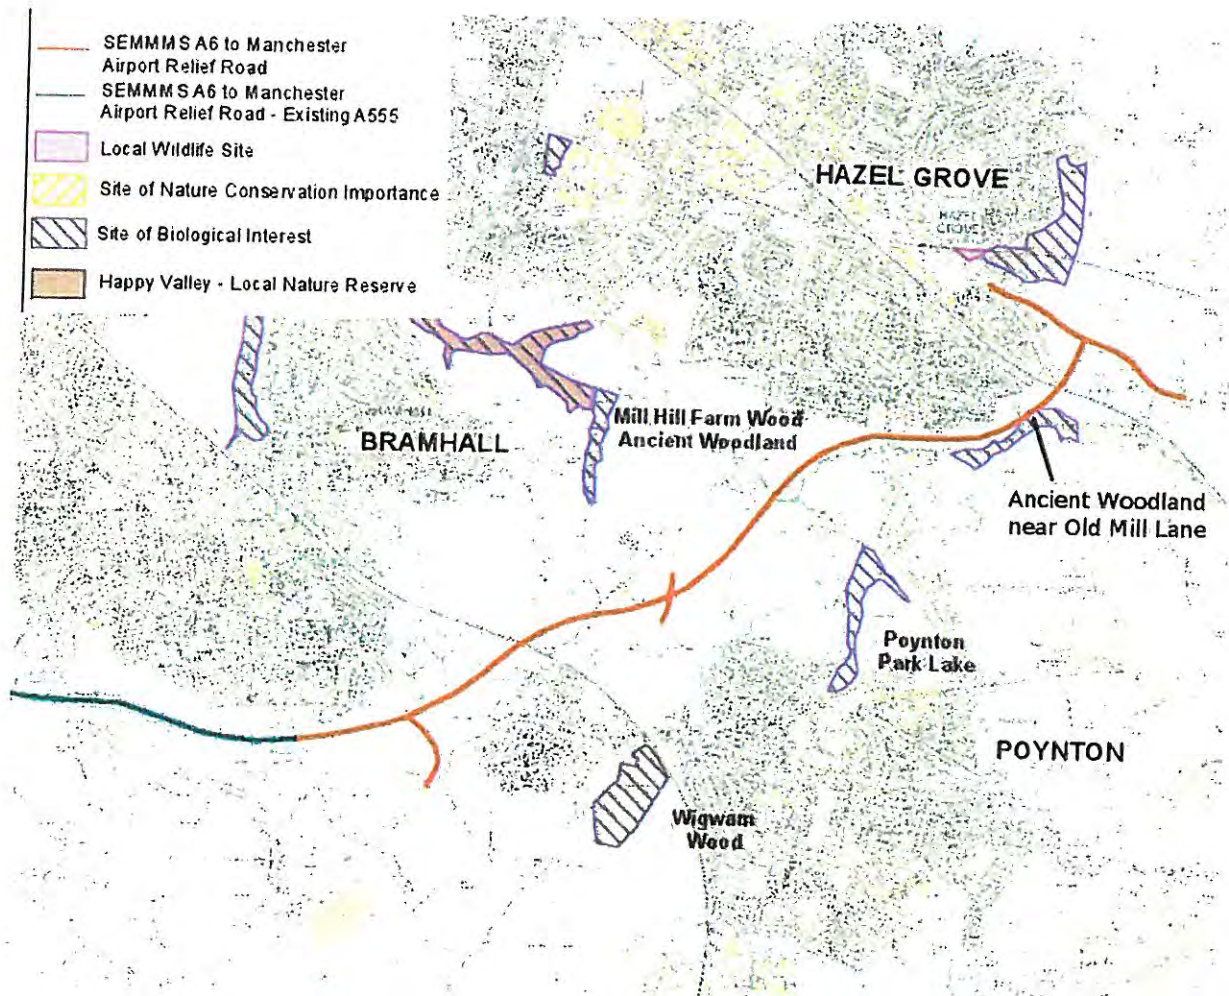 SEMMMS A6 to Manchester
Airport Relief Road
SEMMMS A6 to Manchester
Airport Relief Road - Existing A555
Local Wildlife Site
Site of Nature Conservation Importance
Site of Biological Interest
Happy Valley - Local Nature Reserve
HAZEL GROVE
HAZEL
GROVE
Mill Hill Farm Wood
Ancient Woodland
BRAMHALL
Ancient Woodland
near Old Mill Lane
Poynton
Park Lake
POYNTON
Wigwam
Wood